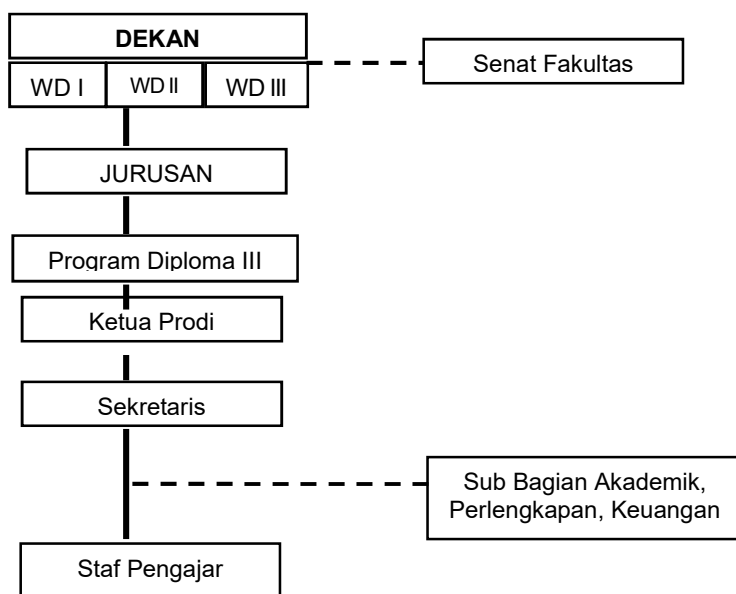 DEKAN
WD I
WD II
WD III
Senat Fakultas
JURUSAN
Program Diploma III
Ketua Prodi
Sekretaris
Sub Bagian Akademik,
Perlengkapan, Keuangan
Staf Pengajar